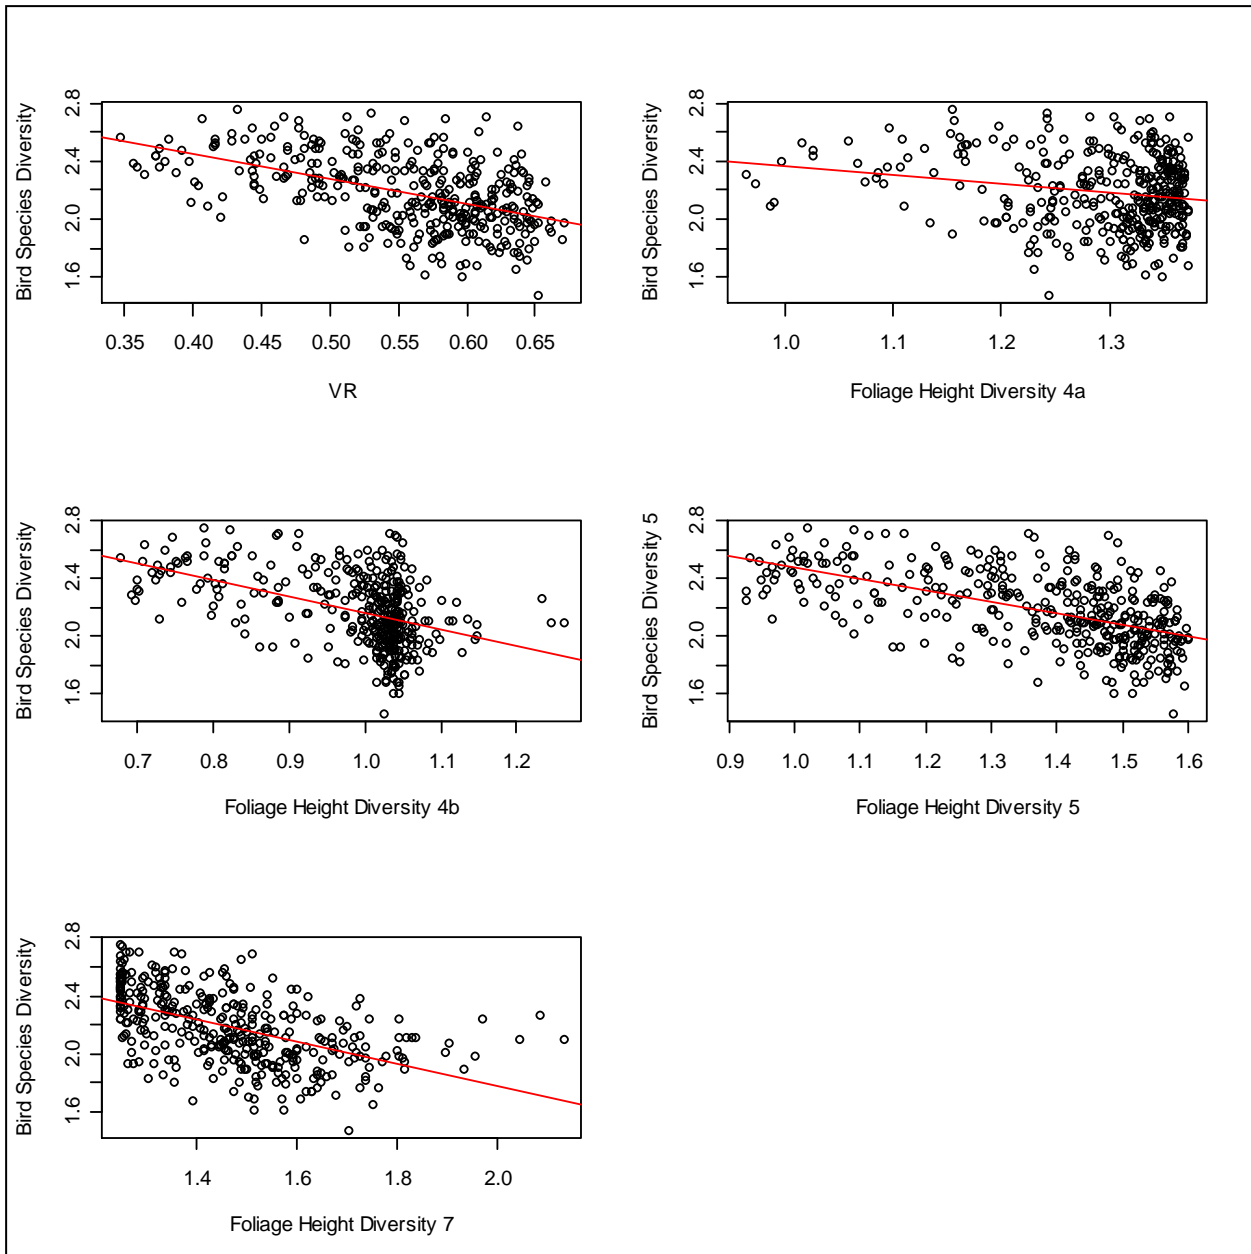 Bird Species Diversity
2.8
2.4
2.0
1.6
0.35 0.40 0.45 0.50 0.55 0.60 0.65
VR
Bird Species Diversity
2.8
2.4
2.0
1.6
1.0 1.1 1.2 1.3
Foliage Height Diversity 4a
Bird Species Diversity
2.8
2.4
2.0
1.6
0.7 0.8 0.9 1.0 1.1 1.2
Foliage Height Diversity 4b
Bird Species Diversity 5
2.8
2.4
2.0
1.6
0.9 1.0 1.1 1.2 1.3 1.4 1.5 1.6
Foliage Height Diversity 5
Bird Species Diversity
2.8
2.4
2.0
1.6
1.4 1.6 1.8 2.0
Foliage Height Diversity 7